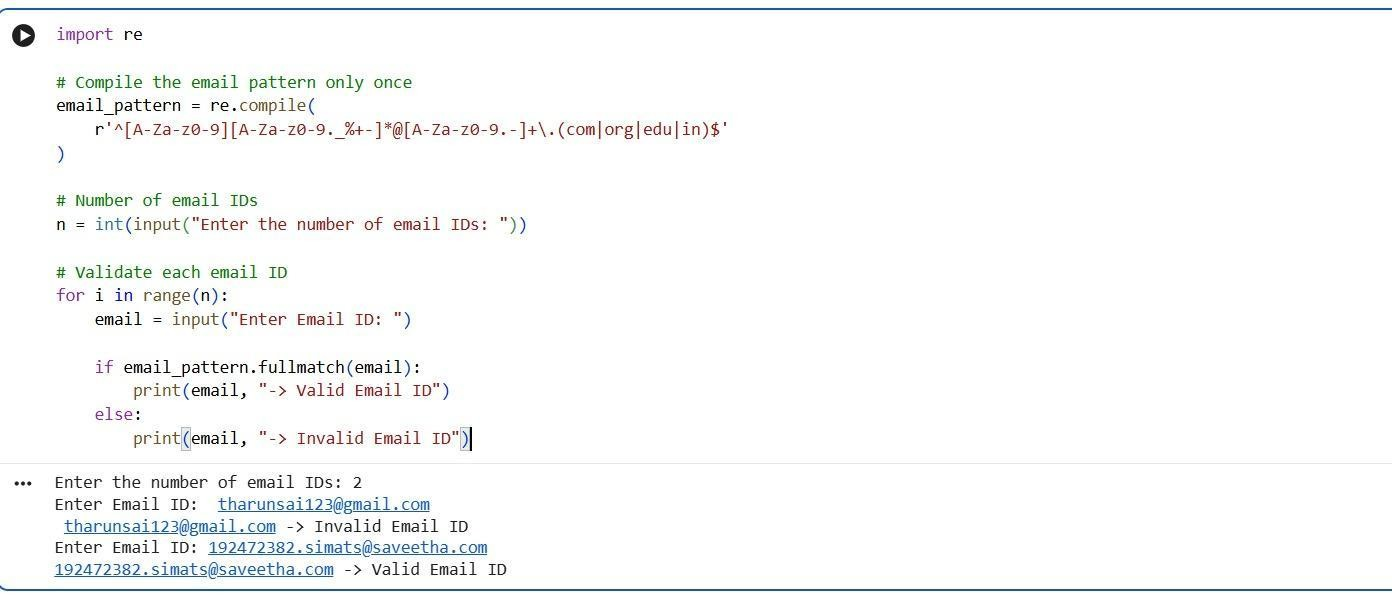 import re
# Compile the email pattern only once
email_pattern = re.compile(
    r'^[A-Za-z0-9][A-Za-z0-9._%+-]*@[A-Za-z0-9.-]+\.(com|org|edu|in)$'
)
# Number of email IDs
n = int(input("Enter the number of email IDs: "))
# Validate each email ID
for i in range(n):
    email = input("Enter Email ID: ")
    if email_pattern.fullmatch(email):
        print(email, "-> Valid Email ID")
    else:
        print(email, "-> Invalid Email ID")
Enter the number of email IDs: 2
Enter Email ID:  tharunsai123@gmail.com
 tharunsai123@gmail.com -> Invalid Email ID
Enter Email ID: 192472382.simats@saveetha.com
192472382.simats@saveetha.com -> Valid Email ID